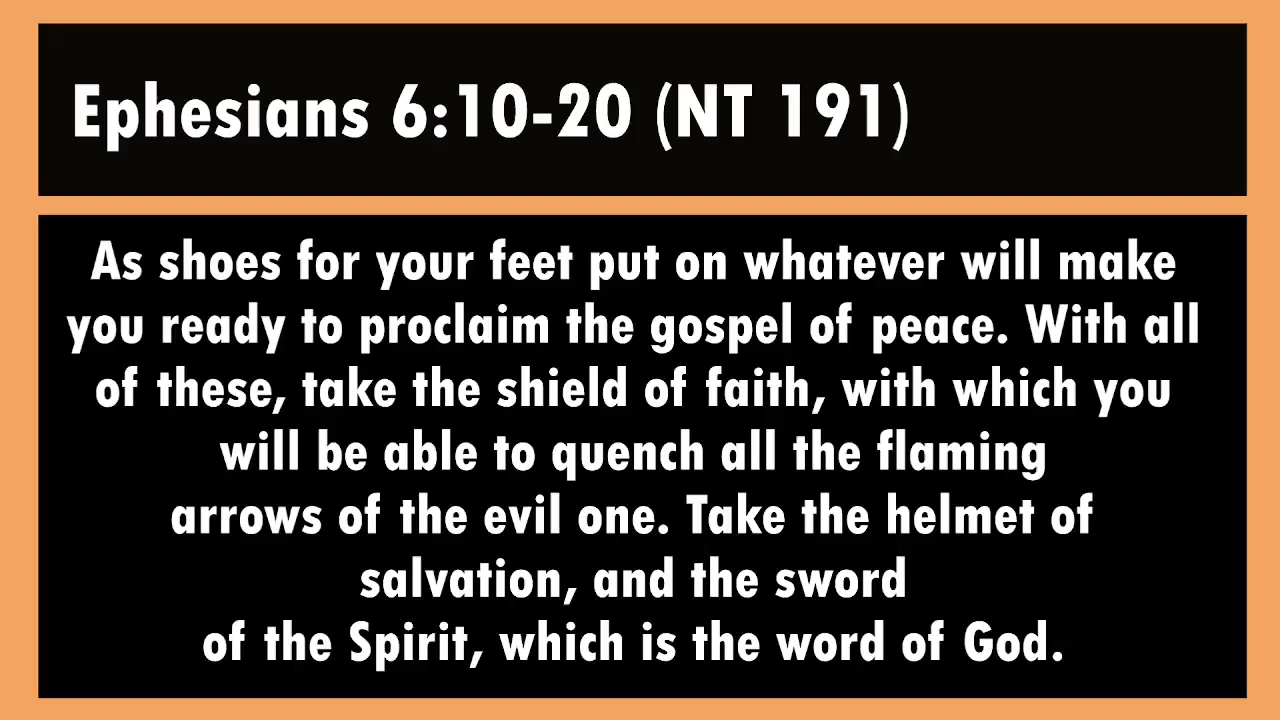 Ephesians 6:10-20 (NT 191)
As shoes for your feet put on whatever will make
you ready to proclaim the gospel of peace. With all
of these, take the shield of faith, with which you
will be able to quench all the flaming
arrows of the evil one. Take the helmet of
salvation, and the sword
of the Spirit, which is the word of God.